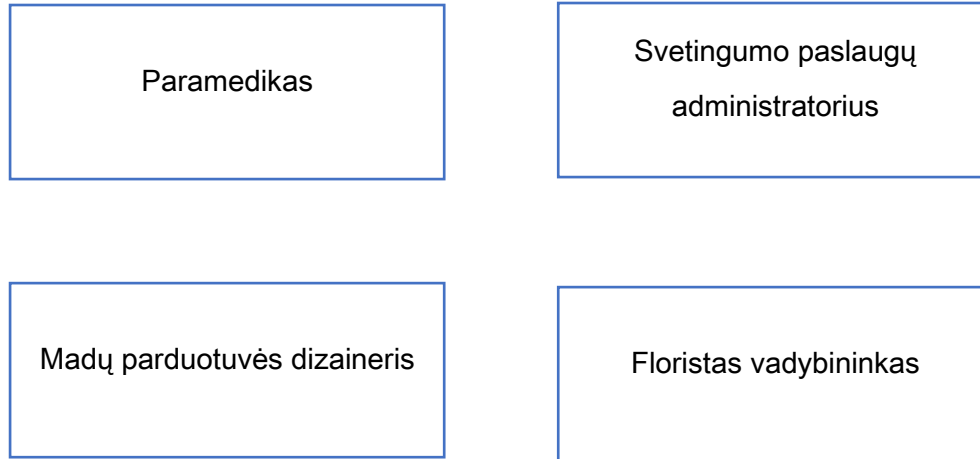 Paramedikas
Svetingumo paslaugų
administratorius
Madų parduotuvės dizaineris
Floristas vadybininkas